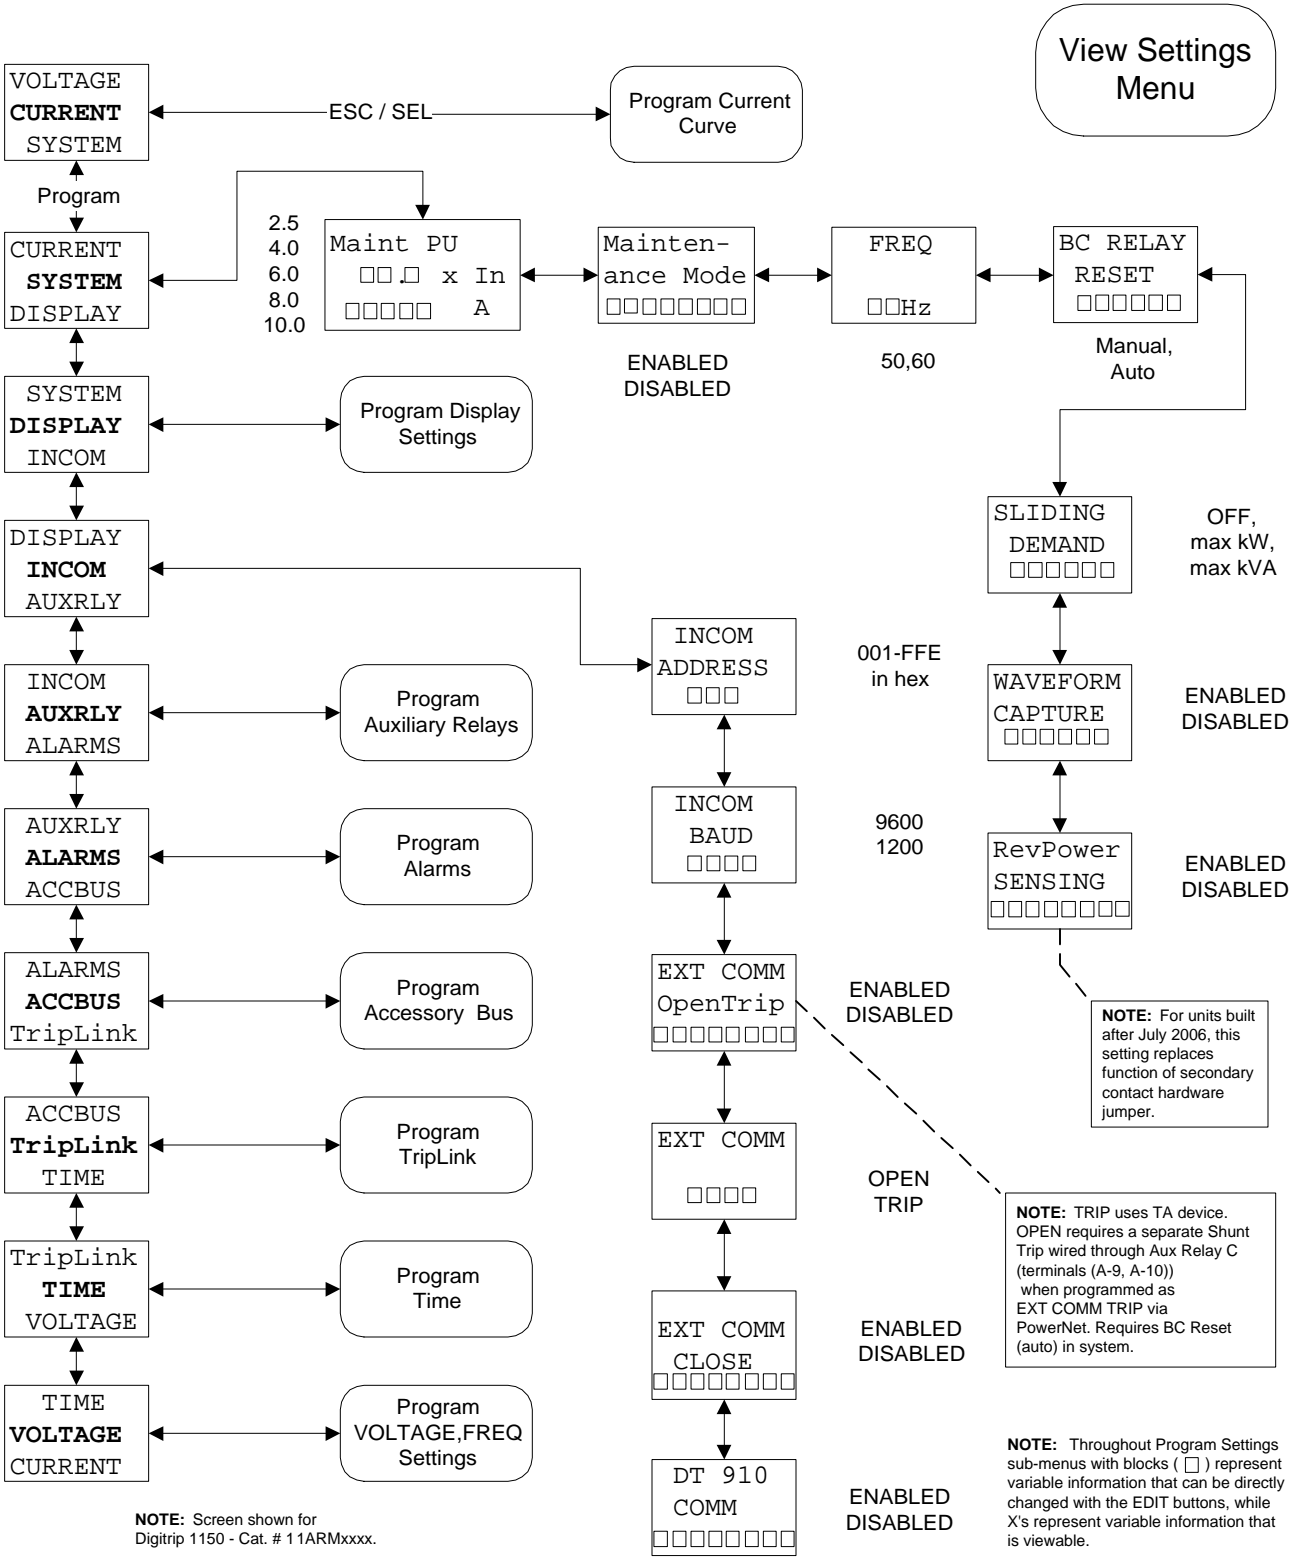 View Settings
Menu
VOLTAGE
CURRENT
SYSTEM
ESC / SEL
Program Current
Curve
Program
CURRENT
SYSTEM
DISPLAY
2.5
4.0
6.0
8.0
10.0
Maint PU
□□.□ x In
□□□□□ A
Mainten-
ance Mode
□□□□□□□□
ENABLED
DISABLED
FREQ
□□Hz
50,60
BC RELAY
RESET
□□□□□□
Manual,
Auto
SYSTEM
DISPLAY
INCOM
Program Display
Settings
SLIDING
DEMAND
□□□□□□
OFF,
max kW,
max kVA
DISPLAY
INCOM
AUXRLY
INCOM
ADDRESS
□□□
001-FFE
in hex
WAVEFORM
CAPTURE
□□□□□□
ENABLED
DISABLED
INCOM
AUXRLY
ALARMS
Program
Auxiliary Relays
INCOM
BAUD
□□□□
9600
1200
RevPower
SENSING
□□□□□□□□
ENABLED
DISABLED
AUXRLY
ALARMS
ACCBUS
Program
Alarms
EXT COMM
OpenTrip
□□□□□□□□
ENABLED
DISABLED
NOTE: For units built
after July 2006, this
setting replaces
function of secondary
contact hardware
jumper.
ALARMS
ACCBUS
TripLink
Program
Accessory Bus
EXT COMM
□□□□
OPEN
TRIP
ACCBUS
TripLink
TIME
Program
TripLink
NOTE: TRIP uses TA device.
OPEN requires a separate Shunt
Trip wired through Aux Relay C
(terminals (A-9, A-10))
when programmed as
EXT COMM TRIP via
PowerNet. Requires BC Reset
(auto) in system.
TripLink
TIME
VOLTAGE
Program
Time
EXT COMM
CLOSE
□□□□□□□□
ENABLED
DISABLED
TIME
VOLTAGE
CURRENT
Program
VOLTAGE,FREQ
Settings
DT 910
COMM
□□□□□□□□
ENABLED
DISABLED
NOTE: Throughout Program Settings
sub-menus with blocks ( □ ) represent
variable information that can be directly
changed with the EDIT buttons, while
X's represent variable information that
is viewable.
NOTE: Screen shown for
Digitrip 1150 - Cat. # 11ARMxxxx.